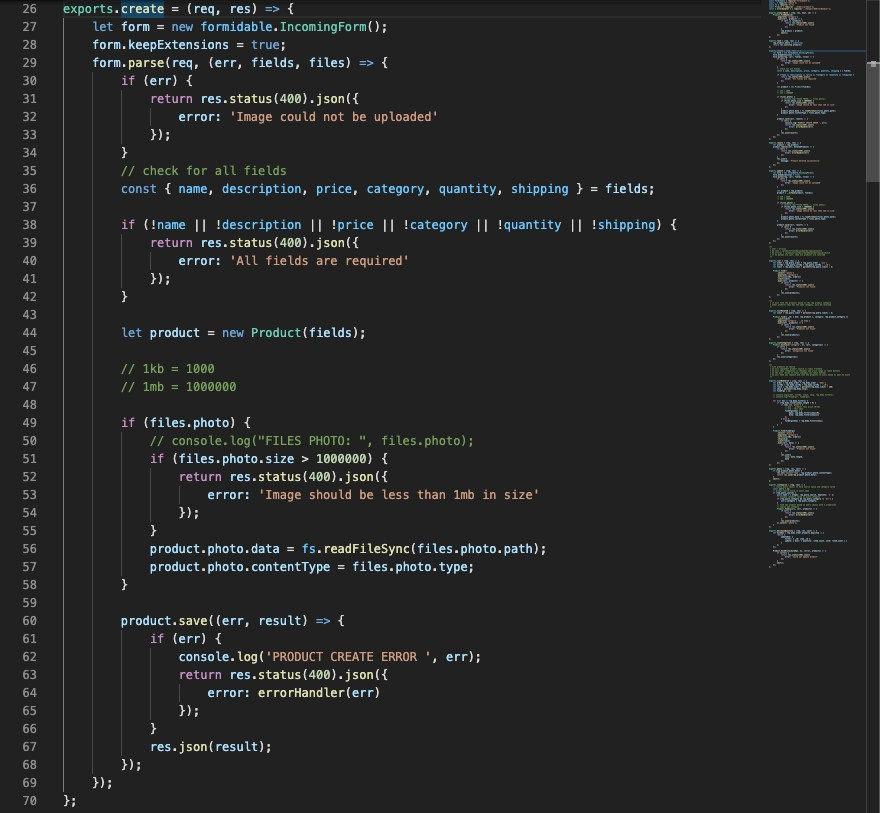 26 exports.create = (req, res) => {
27     let form = new formidable.IncomingForm();
28     form.keepExtensions = true;
29     form.parse(req, (err, fields, files) => {
30         if (err) {
31             return res.status(400).json({
32                 error: 'Image could not be uploaded'
33             });
34         }
35         // check for all fields
36         const { name, description, price, category, quantity, shipping } = fields;
37
38         if (!name || !description || !price || !category || !quantity || !shipping) {
39             return res.status(400).json({
40                 error: 'All fields are required'
41             });
42         }
43
44         let product = new Product(fields);
45
46         // 1kb = 1000
47         // 1mb = 1000000
48
49         if (files.photo) {
50             // console.log("FILES PHOTO: ", files.photo);
51             if (files.photo.size > 1000000) {
52                 return res.status(400).json({
53                     error: 'Image should be less than 1mb in size'
54                 });
55             }
56             product.photo.data = fs.readFileSync(files.photo.path);
57             product.photo.contentType = files.photo.type;
58         }
59
60         product.save((err, result) => {
61             if (err) {
62                 console.log('PRODUCT CREATE ERROR ', err);
63                 return res.status(400).json({
64                     error: errorHandler(err)
65                 });
66             }
67             res.json(result);
68         });
69     });
70 };